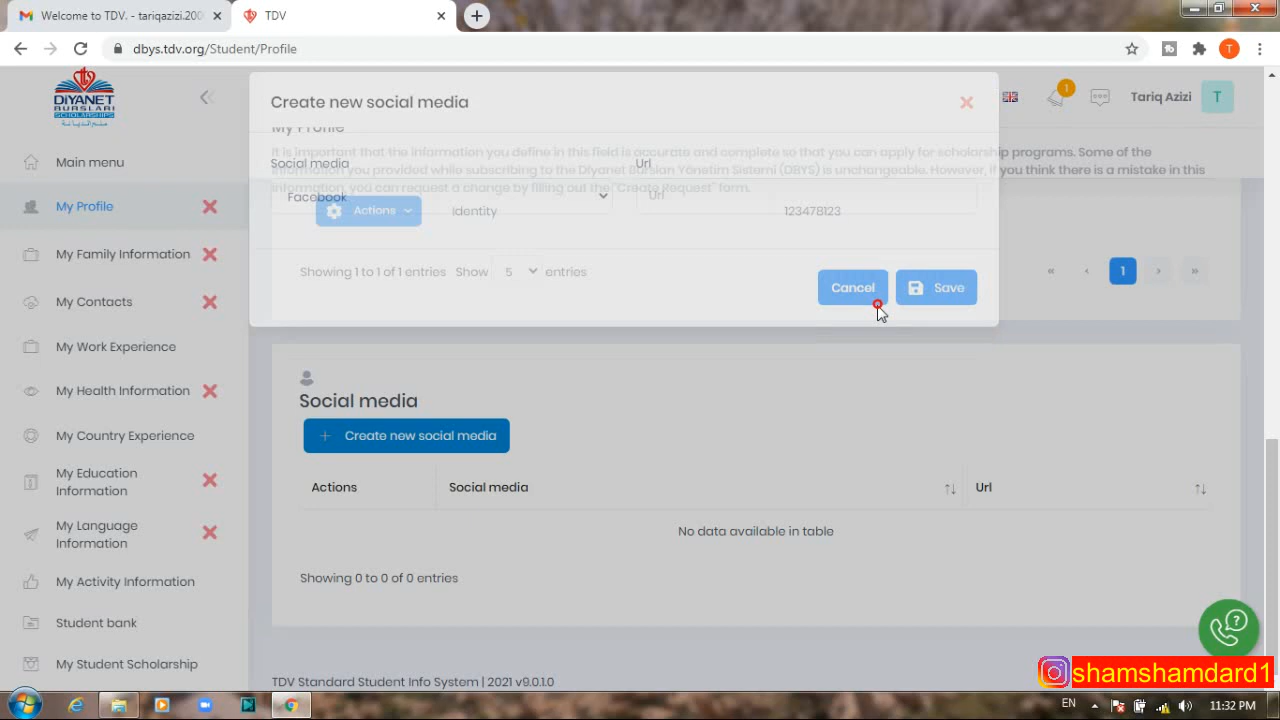 Welcome to TDV. - tariqazizi.200
TDV
dbys.tdv.org/Student/Profile
T
DIYANET
BURSLARI
SCHOLARSHIPS
Create new social media
1
Tariq Azizi
T
My Profile
It is important that the information you define in this field is accurate and complete so that you can apply for scholarship programs. Some of the
information you provided while subscribing to the Diyanet Bursları Yönetim Sistemi (DBYS) is unchangeable. However, if you think there is a mistake in this
information, you can request a change by filling out the "Create Request" form.
Social media
Url
Facebook
Url
Actions
Identity
123478123
Showing 1 to 1 of 1 entries
Show
5
entries
«
‹
1
›
»
Cancel
Save
Main menu
My Profile
My Family Information
My Contacts
My Work Experience
My Health Information
My Country Experience
My Education
Information
My Language
Information
My Activity Information
Student bank
My Student Scholarship
Social media
+ Create new social media
Actions
Social media
Url
No data available in table
Showing 0 to 0 of 0 entries
TDV Standard Student Info System | 2021 v9.0.1.0
shamshamdard1
EN
11:32 PM